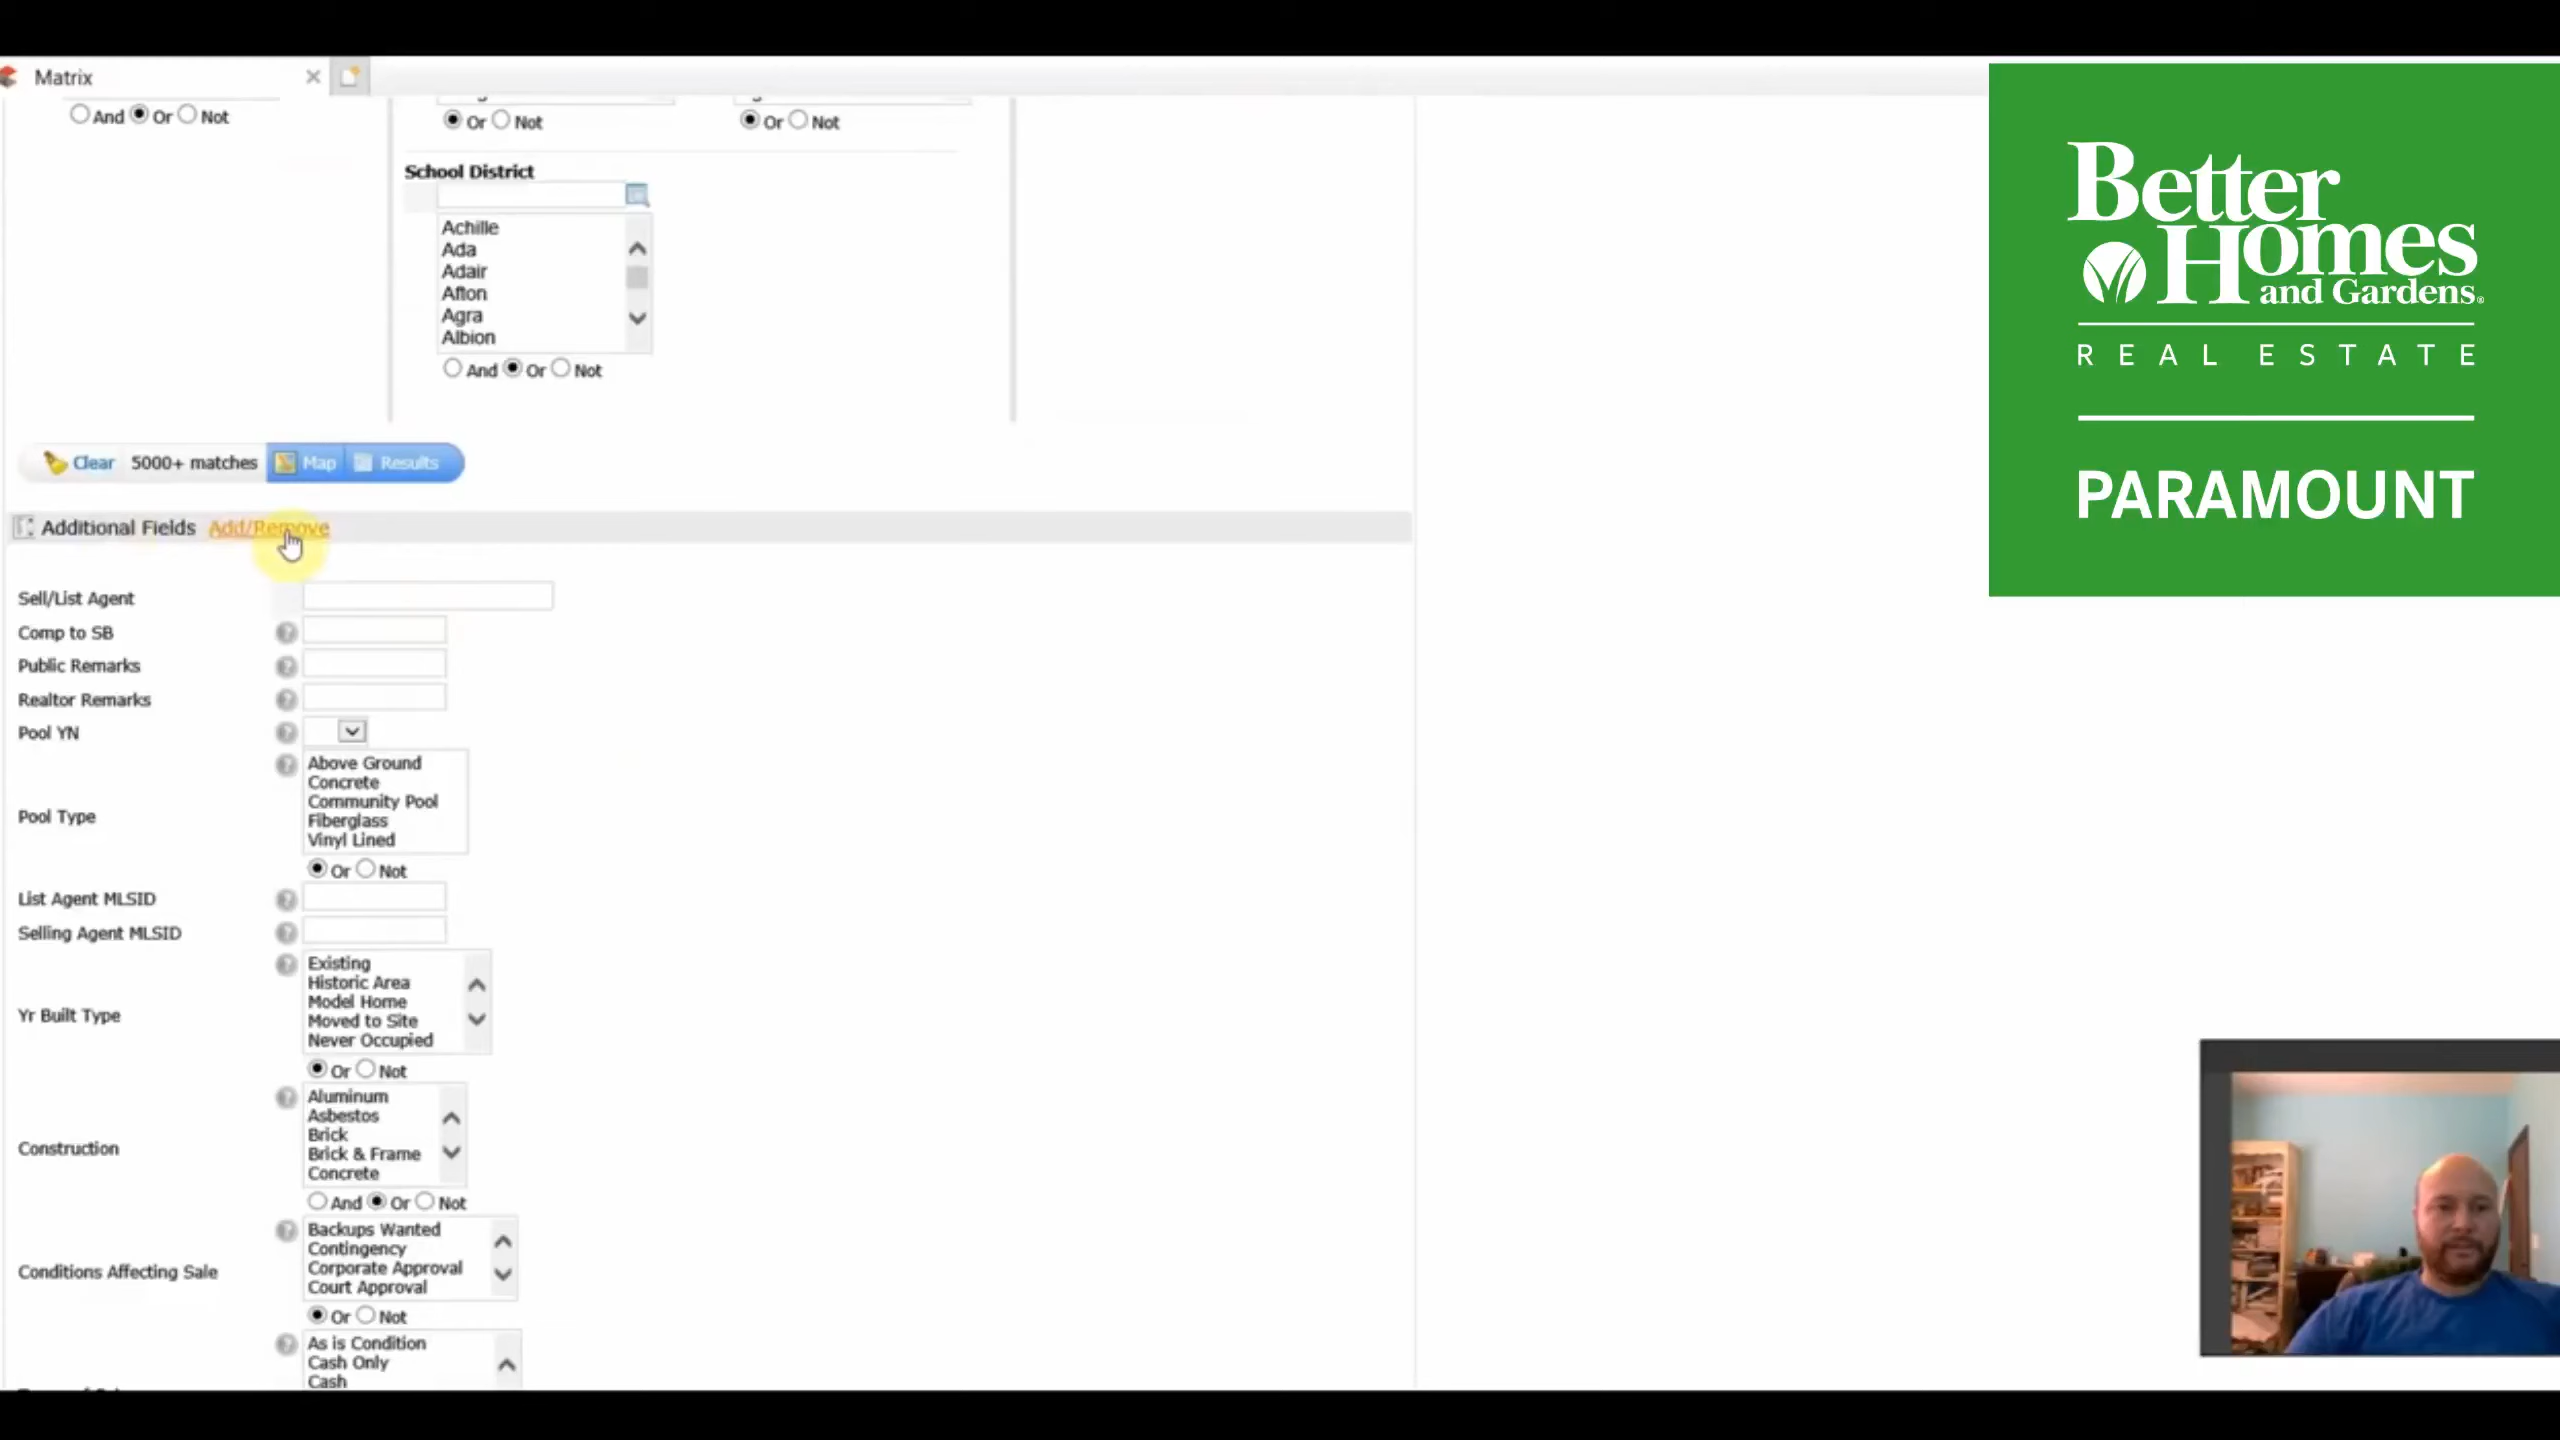 Matrix
And Or Not
Or Not
Or Not
School District
Achille
Ada
Adair
Afton
Agra
Albion
And Or Not
Clear 5000+ matches Map Results
Additional Fields Add/Remove
Sell/List Agent
Comp to SB
Public Remarks
Realtor Remarks
Pool YN
Pool Type
Above Ground
Concrete
Community Pool
Fiberglass
Vinyl Lined
Or Not
List Agent MLSID
Selling Agent MLSID
Yr Built Type
Existing
Historic Area
Model Home
Moved to Site
Never Occupied
Or Not
Construction
Aluminum
Asbestos
Brick
Brick & Frame
Concrete
And Or Not
Conditions Affecting Sale
Backups Wanted
Contingency
Corporate Approval
Court Approval
Or Not
As is Condition
Cash Only
Cash
Better
Homes
and Gardens®
REAL ESTATE
PARAMOUNT